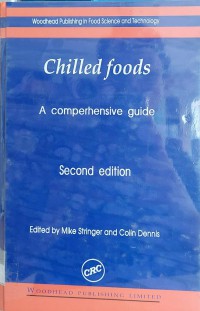 Woodhead Publishing in Food Science and Technology
Chilled foods
A comperhensive guide
Second edition
Edited by Mike Stringer and Colin Dennis
CRC
WOODHEAD PUBLISHING LIMITED